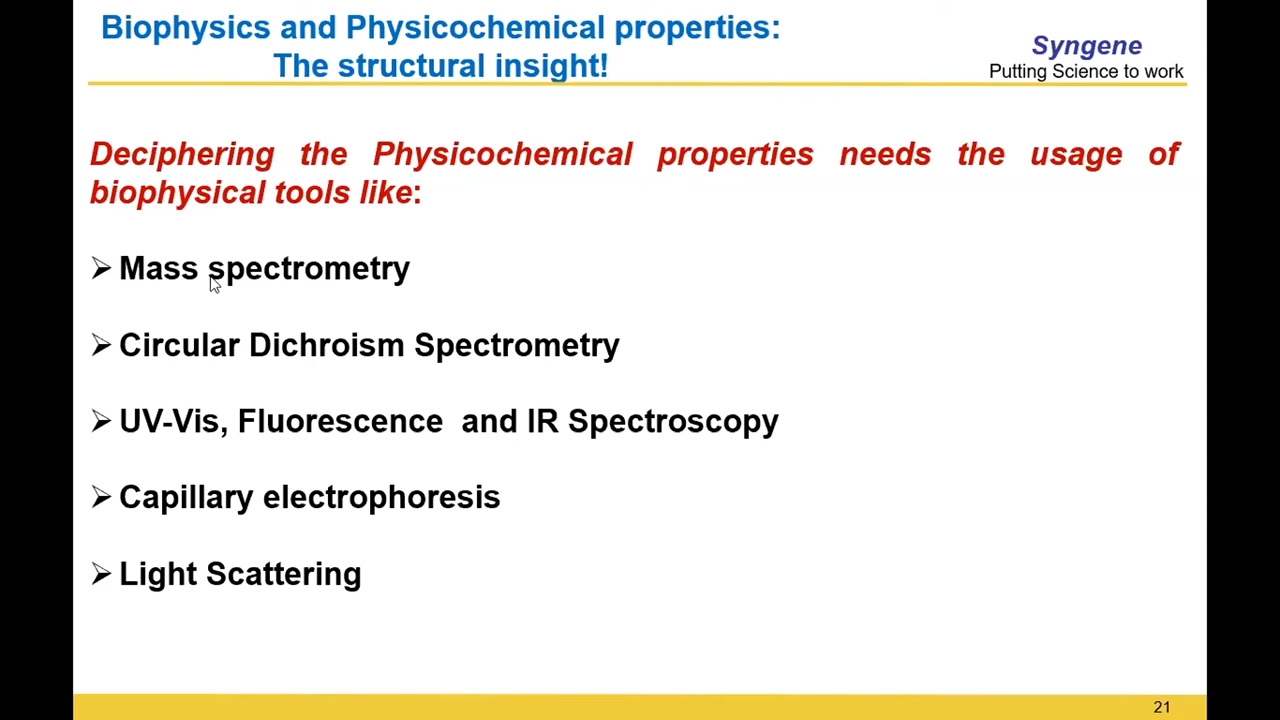 Biophysics and Physicochemical properties:
The structural insight!
Syngene
Putting Science to work
Deciphering the Physicochemical properties needs the usage of
biophysical tools like:
➢ Mass spectrometry
➢ Circular Dichroism Spectrometry
➢ UV-Vis, Fluorescence and IR Spectroscopy
➢ Capillary electrophoresis
➢ Light Scattering
21